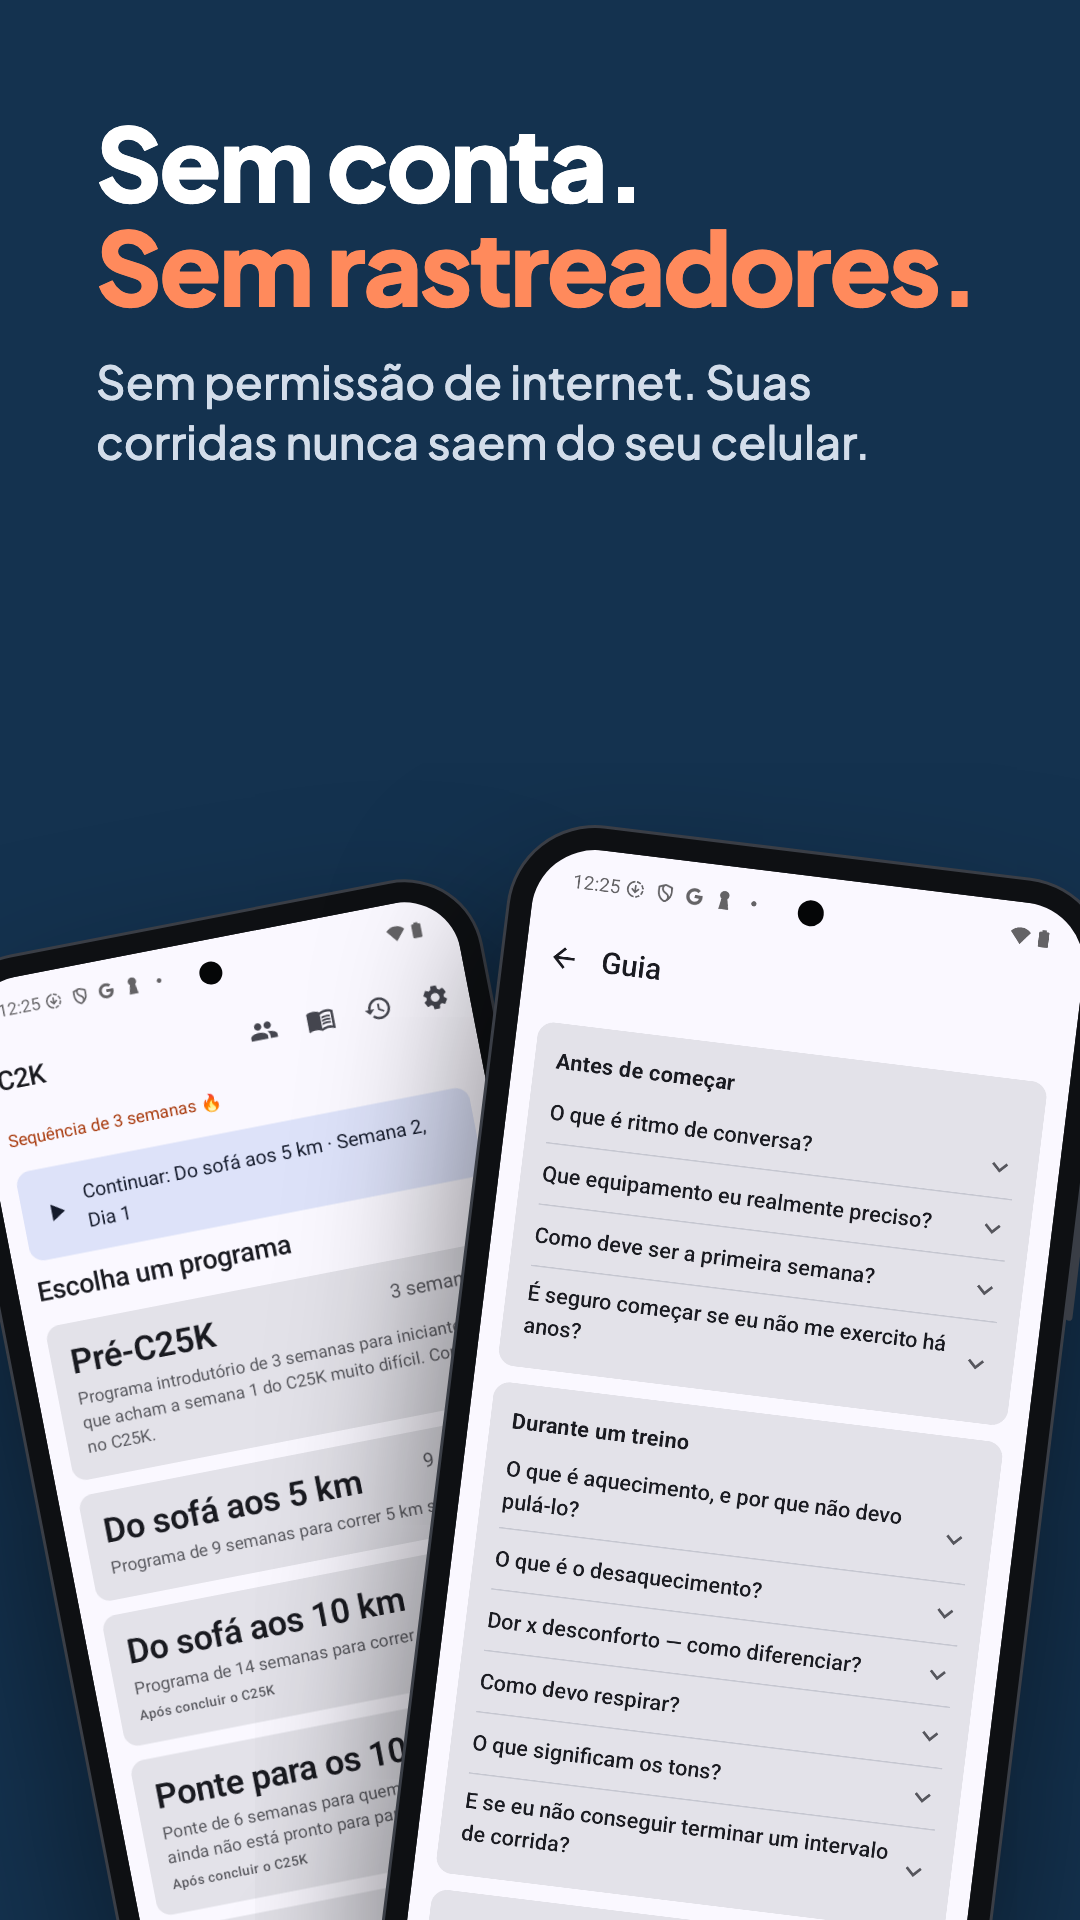 Sem conta.
Sem rastreadores.
Sem permissão de internet. Suas
corridas nunca saem do seu celular.
12:25
C2K
Sequência de 3 semanas 🔥
Continuar: Do sofá aos 5 km · Semana 2,
Dia 1
Escolha um programa
Pré-C25K
3
Programa introdutório de 3 semanas para
que acham a semana 1 do C25K muito difícil.
no C25K.
Do sofá aos 5 km
9
Programa de 9 semanas para correr 5 km
Do sofá aos 10 km
Programa de 14 semanas para correr
Após concluir o C25K
Ponte para os 10
Ponte de 6 semanas para quem
ainda não está pronto para
Após concluir o C25K
12:25
Guia
Antes de começar
O que é ritmo de conversa?
Que equipamento eu realmente preciso?
Como deve ser a primeira semana?
É seguro começar se eu não me exercito há
anos?
Durante um treino
O que é aquecimento, e por que não devo
pulá-lo?
O que é o desaquecimento?
Dor x desconforto — como diferenciar?
Como devo respirar?
O que significam os tons?
E se eu não conseguir terminar um intervalo
de corrida?